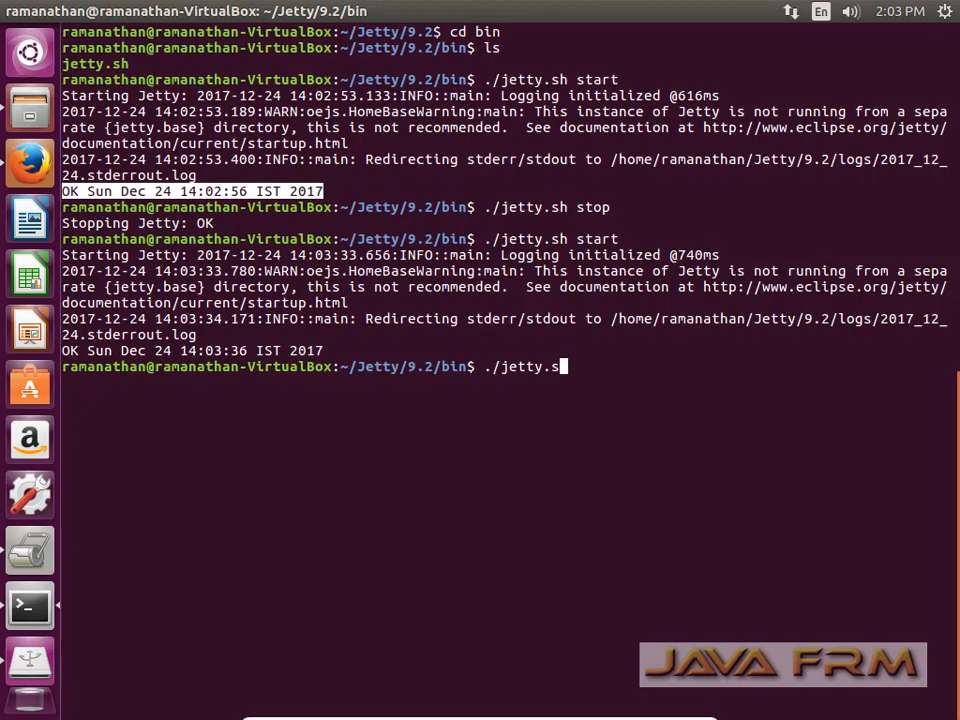 ramanathan@ramanathan-VirtualBox: ~/Jetty/9.2/bin
En
2:03 PM
ramanathan@ramanathan-VirtualBox:~/Jetty/9.2$ cd bin
ramanathan@ramanathan-VirtualBox:~/Jetty/9.2/bin$ ls
jetty.sh
ramanathan@ramanathan-VirtualBox:~/Jetty/9.2/bin$ ./jetty.sh start
Starting Jetty: 2017-12-24 14:02:53.133:INFO::main: Logging initialized @616ms
2017-12-24 14:02:53.189:WARN:oejs.HomeBaseWarning:main: This instance of Jetty is not running from a sepa
rate {jetty.base} directory, this is not recommended.  See documentation at http://www.eclipse.org/jetty/
documentation/current/startup.html
2017-12-24 14:02:53.400:INFO::main: Redirecting stderr/stdout to /home/ramanathan/Jetty/9.2/logs/2017_12_
24.stderrout.log
OK Sun Dec 24 14:02:56 IST 2017
ramanathan@ramanathan-VirtualBox:~/Jetty/9.2/bin$ ./jetty.sh stop
Stopping Jetty: OK
ramanathan@ramanathan-VirtualBox:~/Jetty/9.2/bin$ ./jetty.sh start
Starting Jetty: 2017-12-24 14:03:33.656:INFO::main: Logging initialized @740ms
2017-12-24 14:03:33.780:WARN:oejs.HomeBaseWarning:main: This instance of Jetty is not running from a sepa
rate {jetty.base} directory, this is not recommended.  See documentation at http://www.eclipse.org/jetty/
documentation/current/startup.html
2017-12-24 14:03:34.171:INFO::main: Redirecting stderr/stdout to /home/ramanathan/Jetty/9.2/logs/2017_12_
24.stderrout.log
OK Sun Dec 24 14:03:36 IST 2017
ramanathan@ramanathan-VirtualBox:~/Jetty/9.2/bin$ ./jetty.s
JAVA FRM